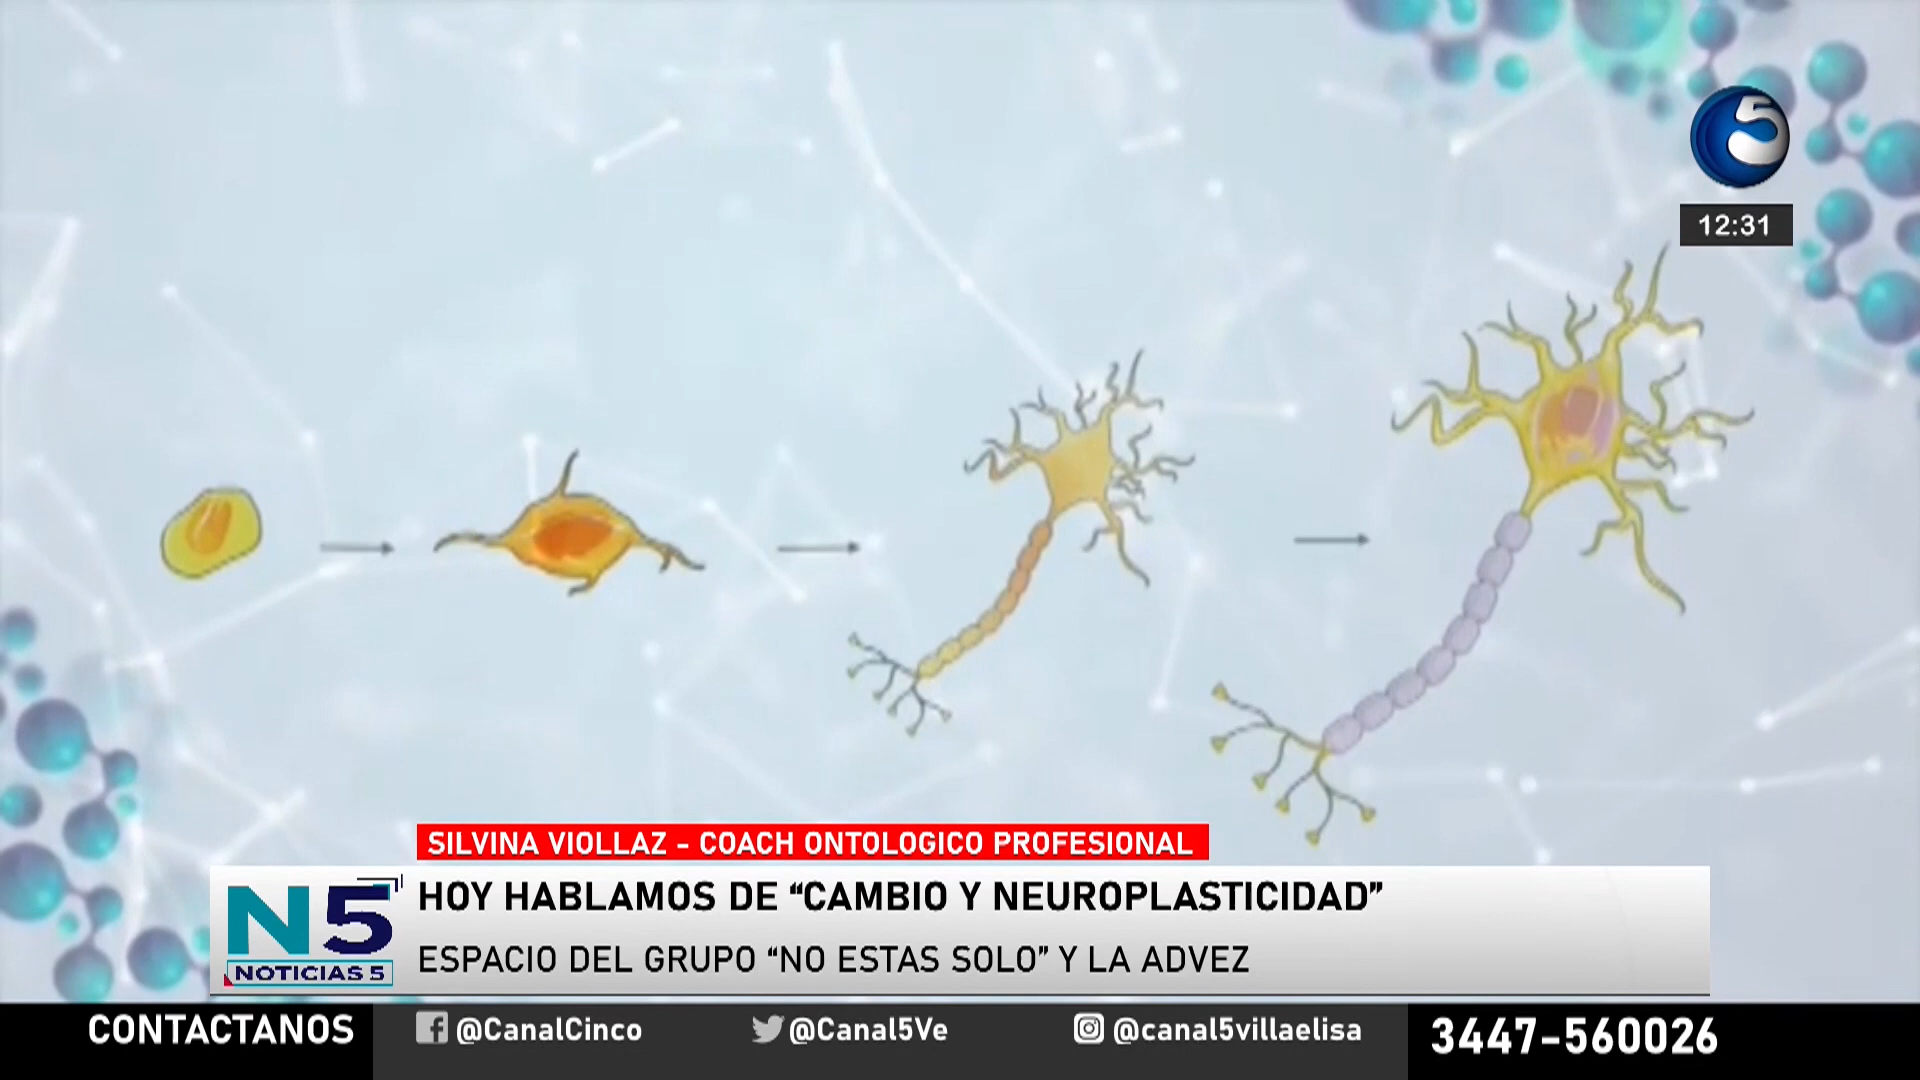 5
12:31
SILVINA VIOLLAZ - COACH ONTOLOGICO PROFESIONAL
HOY HABLAMOS DE “CAMBIO Y NEUROPLASTICIDAD”
ESPACIO DEL GRUPO “NO ESTAS SOLO” Y LA ADVEZ
N5
NOTICIAS 5
CONTACTANOS
@CanalCinco
@Canal5Ve
@canal5villaelisa
3447-560026